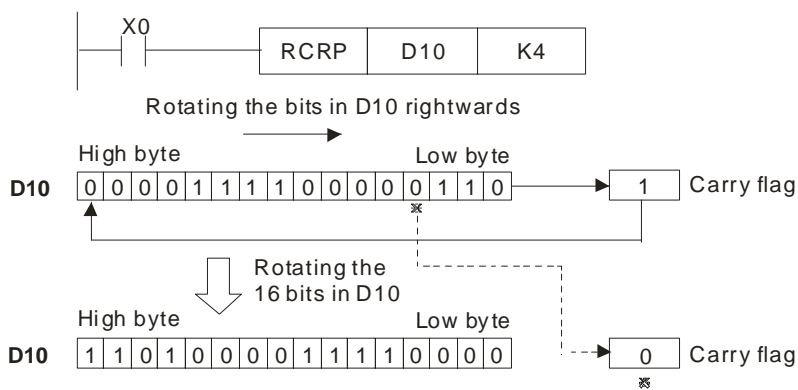 X0
RCRP D10 K4
Rotating the bits in D10 rightwards
High byte Low byte
D10 0 0 0 0 1 1 1 1 0 0 0 0 0 1 1 0 1 Carry flag
※
Rotating the
16 bits in D10
High byte Low byte
D10 1 1 0 1 0 0 0 0 1 1 1 1 0 0 0 0 0 Carry flag
※